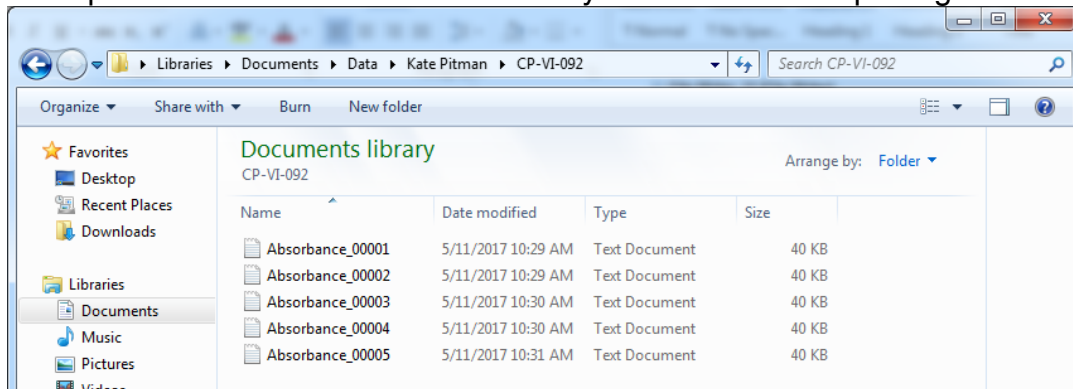 Libraries Documents Data Kate Pitman CP-VI-092 Search CP-VI-092
Organize Share with Burn New folder
Favorites
Desktop
Recent Places
Downloads
Libraries
Documents
Music
Pictures
Documents library
CP-VI-092
Arrange by: Folder
Name Date modified Type Size
Absorbance_00001 5/11/2017 10:29 AM Text Document 40 KB
Absorbance_00002 5/11/2017 10:29 AM Text Document 40 KB
Absorbance_00003 5/11/2017 10:30 AM Text Document 40 KB
Absorbance_00004 5/11/2017 10:30 AM Text Document 40 KB
Absorbance_00005 5/11/2017 10:31 AM Text Document 40 KB